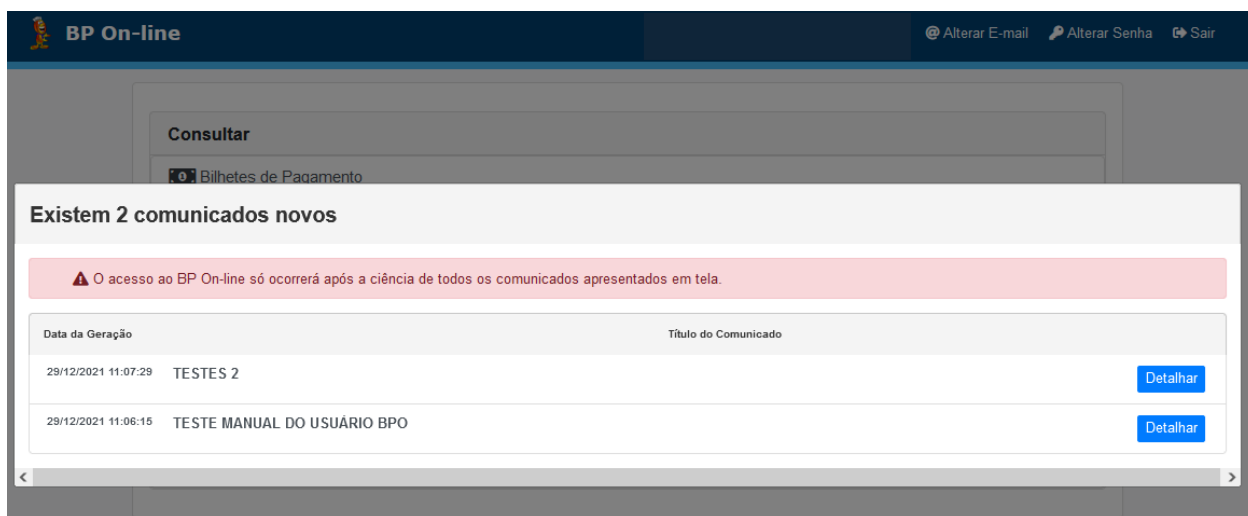 BP On-line
@ Alterar E-mail Alterar Senha Sair
Consultar
Bilhetes de Pagamento
Existem 2 comunicados novos
O acesso ao BP On-line só ocorrerá após a ciência de todos os comunicados apresentados em tela.
Data da Geração Título do Comunicado
29/12/2021 11:07:29 TESTES 2 Detalhar
29/12/2021 11:06:15 TESTE MANUAL DO USUÁRIO BPO Detalhar